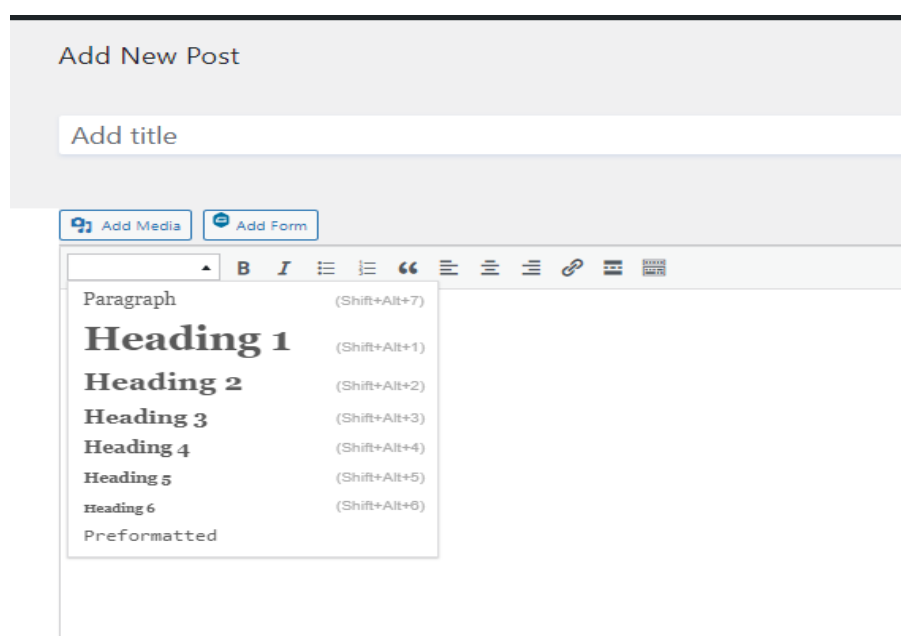 Add New Post
Add title
Add Media Add Form
B I
Paragraph (Shift+Alt+7)
Heading 1 (Shift+Alt+1)
Heading 2 (Shift+Alt+2)
Heading 3 (Shift+Alt+3)
Heading 4 (Shift+Alt+4)
Heading 5 (Shift+Alt+5)
Heading 6 (Shift+Alt+6)
Preformatted